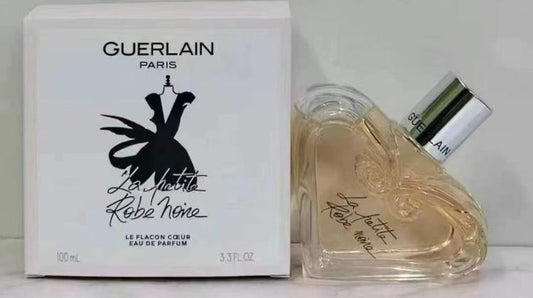 GUERLAIN
PARIS
La petite
Robe noire
LE FLACON CŒUR
EAU DE PARFUM
100 mL 3.3 FL.OZ
GUERLAIN
La petite
Robe noire